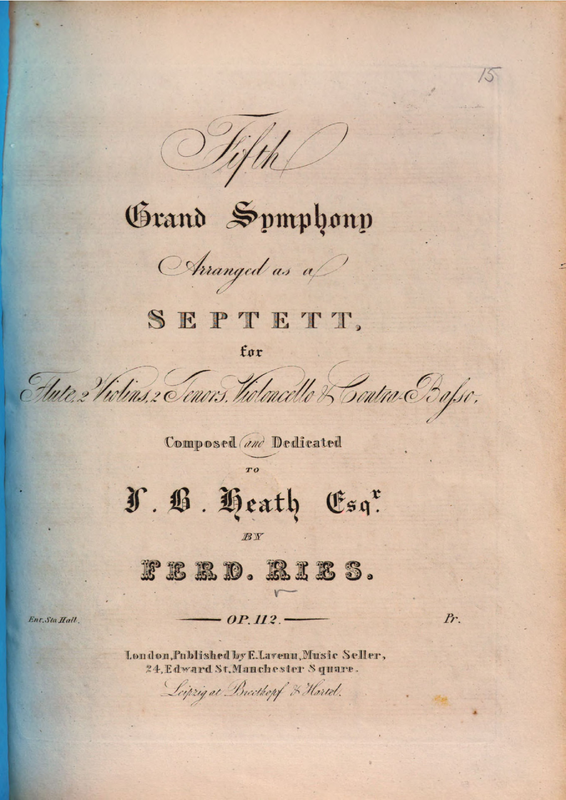 15
Fifth
Grand Symphony
Arranged as a
SEPTETT,
for
Flute, 2 Violins, 2 Tenors, Violoncello & Contra-Basso,
Composed and Dedicated
TO
J. B. Heath Esqr.
BY
FERD. RIES.
Ent. Sta. Hall.
OP. 112.
Pr.
London, Published by E. Lavenu, Music Seller,
24, Edward St. Manchester Square.
Leipzig at Breethopf & Hartel.